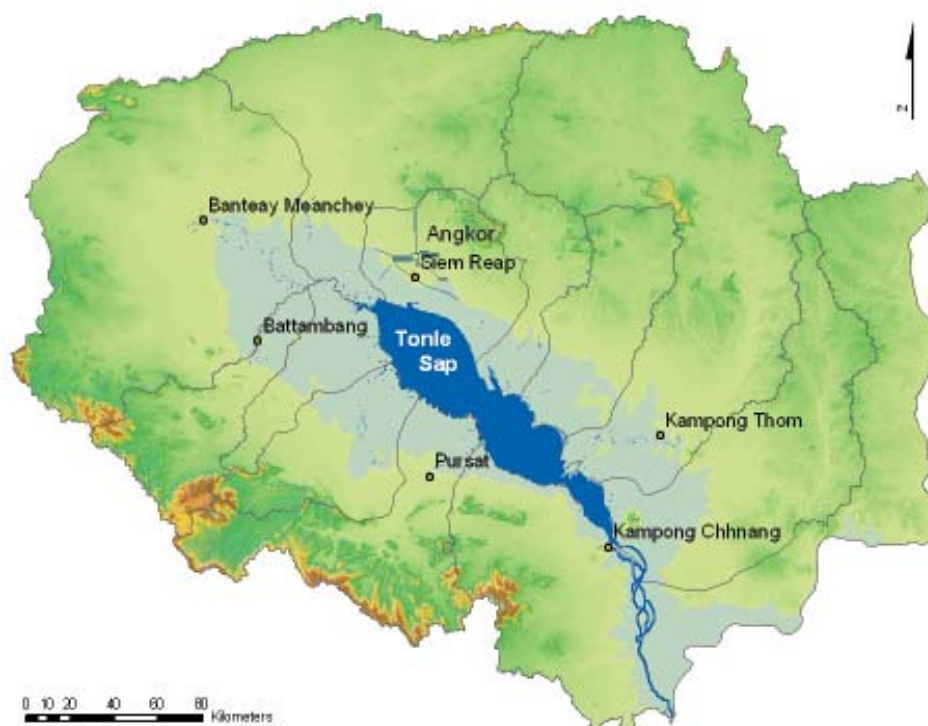 N
Banteay Meanchey
Angkor
Siem Reap
Battambang
Tonle
Sap
Kampong Thom
Pursat
Kampong Chhnang
0 10 20 40 60 80
Kilometers